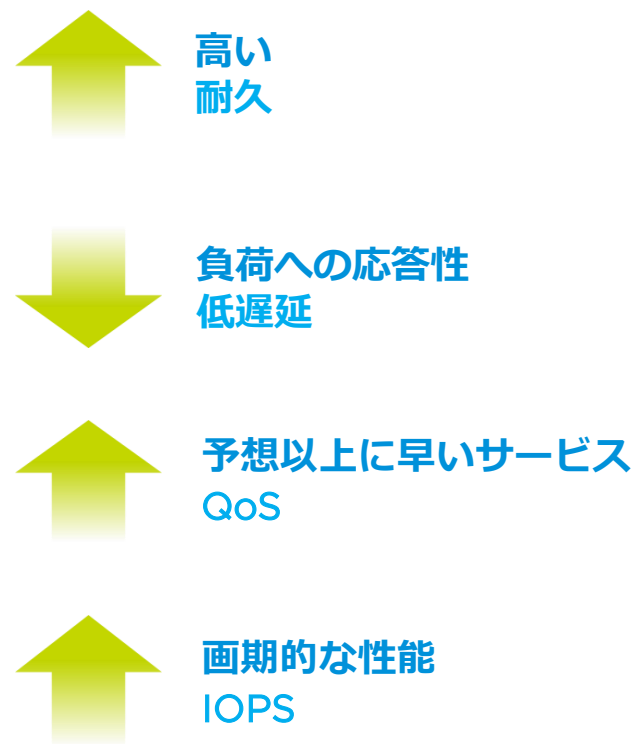 高い
耐久
負荷への応答性
低遅延
予想以上に早いサービス
QoS
画期的な性能
IOPS